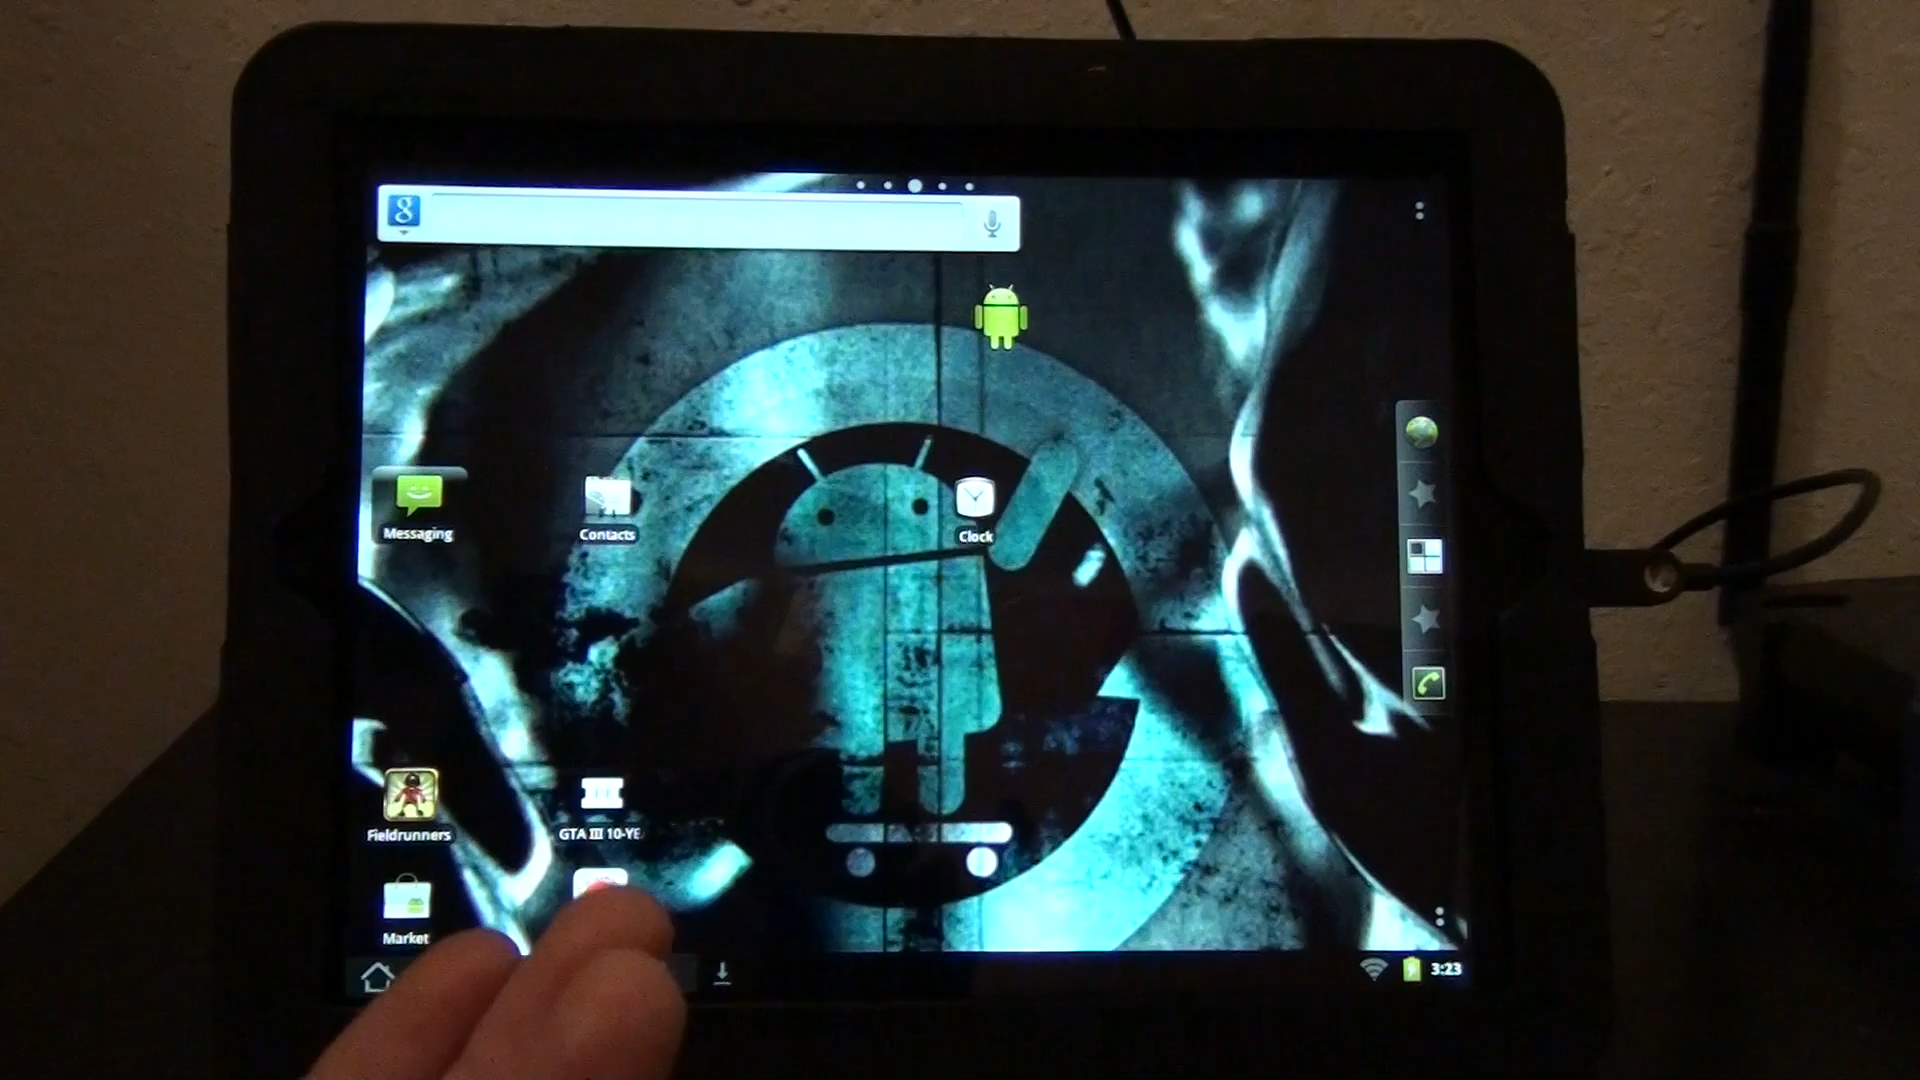 g
Messaging
Contacts
Clock
Fieldrunners
GTA III 10-YE
Market
3:23